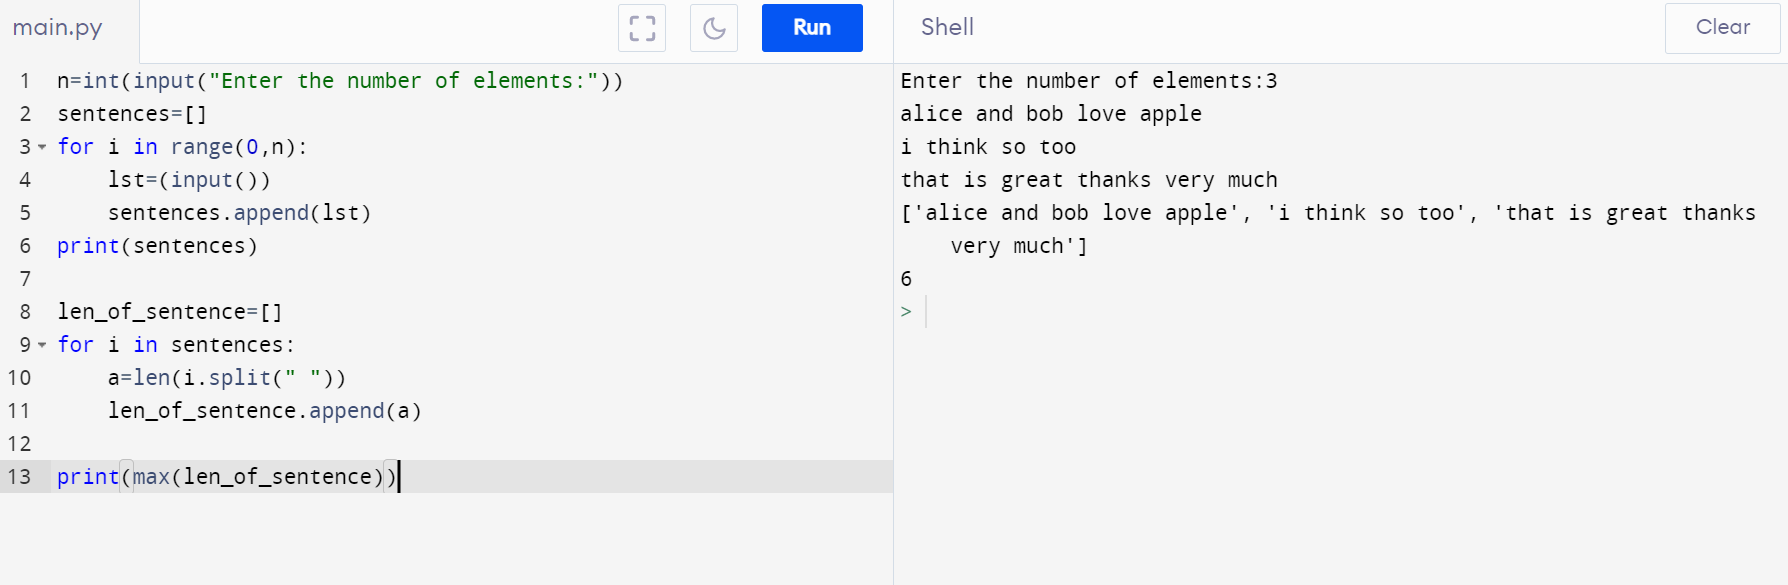 main.py
Run
Shell
Clear
1 n=int(input("Enter the number of elements:"))
2 sentences=[]
3 for i in range(0,n):
4     lst=(input())
5     sentences.append(lst)
6 print(sentences)
7
8 len_of_sentence=[]
9 for i in sentences:
10     a=len(i.split(" "))
11     len_of_sentence.append(a)
12
13 print(max(len_of_sentence))
Enter the number of elements:3
alice and bob love apple
i think so too
that is great thanks very much
['alice and bob love apple', 'i think so too', 'that is great thanks
    very much']
6
>